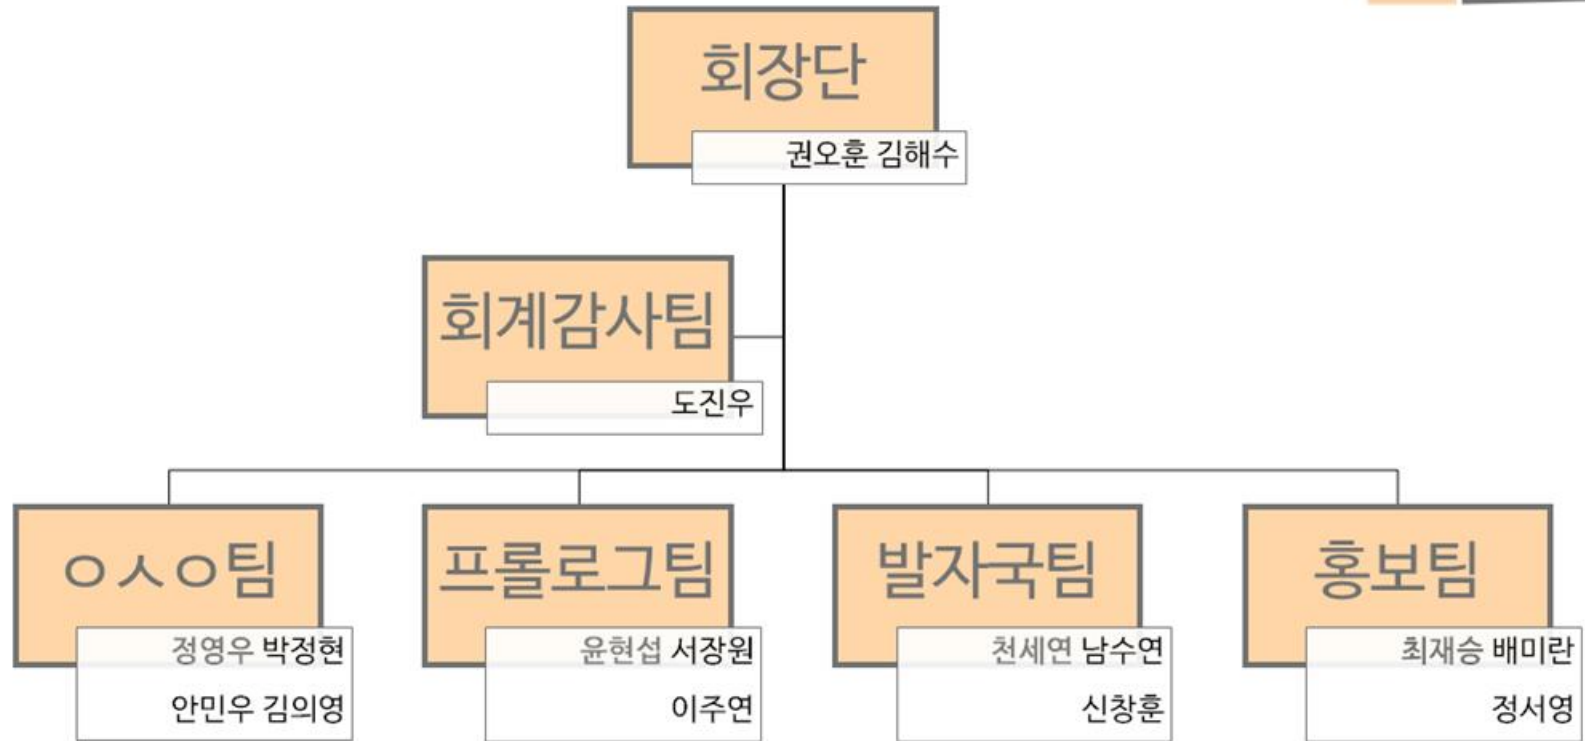 회장단
권오훈 김해수
회계감사팀
도진우
ㅇㅅㅇ팀
정영우 박정현
안민우 김의영
프롤로그팀
윤현섭 서장원
이주연
발자국팀
천세연 남수연
신창훈
홍보팀
최재승 배미란
정서영